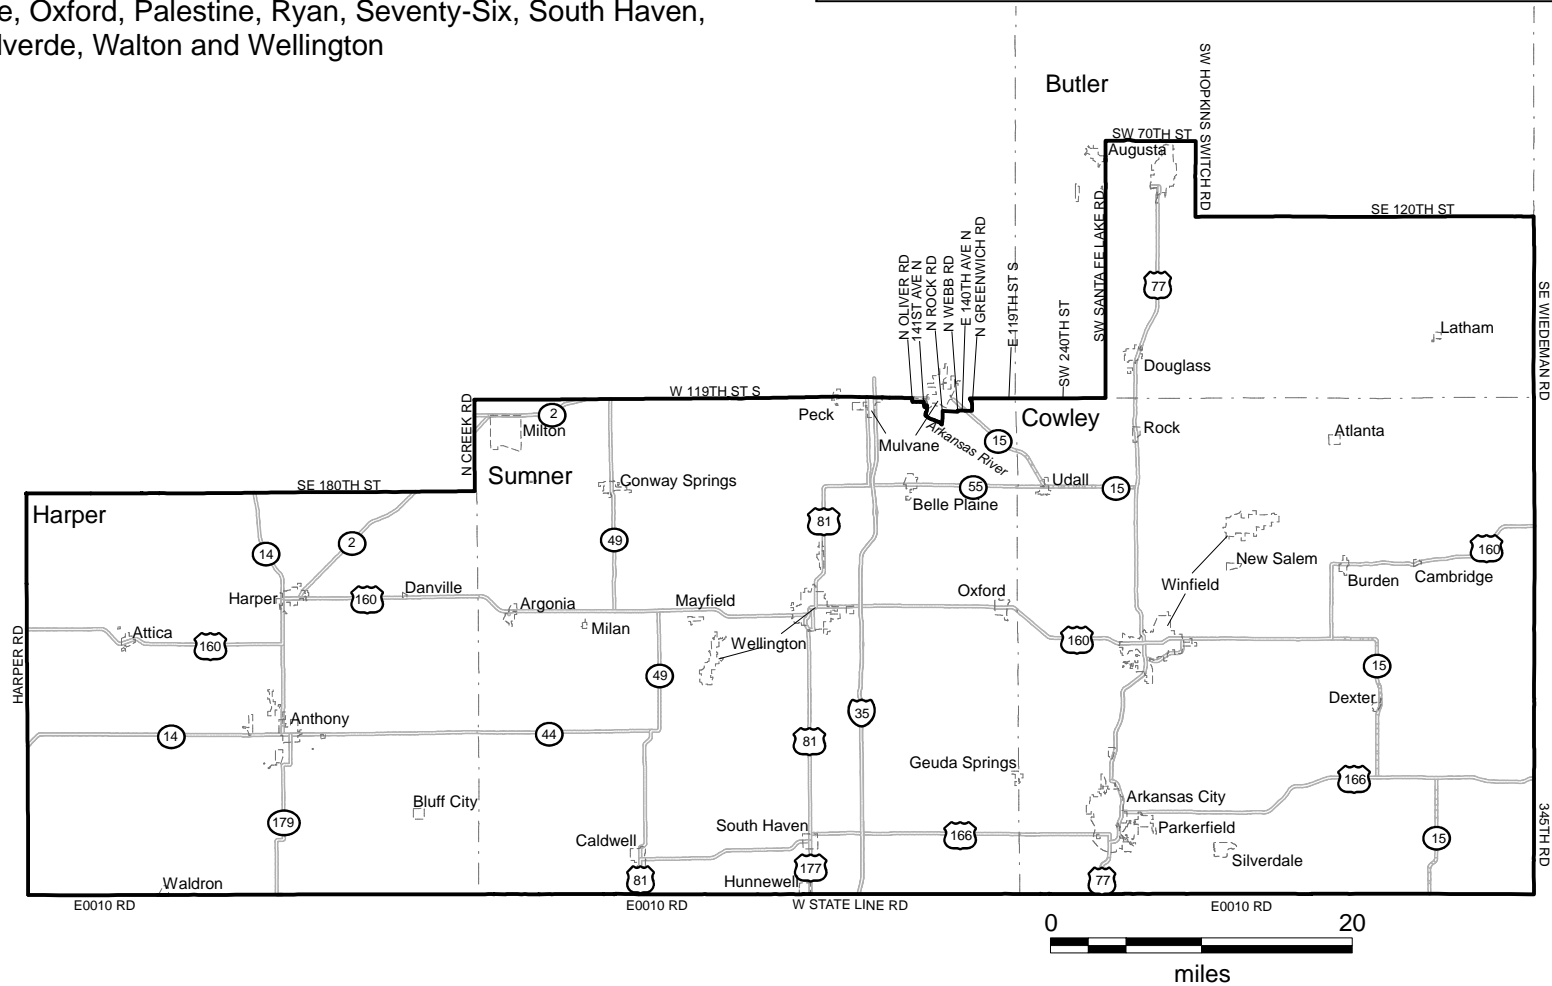 e, Oxford, Palestine, Ryan, Seventy-Six, South Haven,
lverde, Walton and Wellington
Butler
SW HOPKINS SWITCH RD
SW 70TH ST
Augusta
SE 120TH ST
SW SANTA FE LAKE RD
77
SE WIEDEMAN RD
Latham
Douglass
N OLIVER RD
141ST AVE N
N ROCK RD
N WEBB RD
E 140TH AVE N
N GREENWICH RD
E 119TH ST S
SW 240TH ST
W 119TH ST S
N CREEK RD
2
Milton
Peck
Mulvane
Arkansas River
15
Cowley
Rock
Atlanta
Sumner
Conway Springs
SE 180TH ST
Harper
Belle Plaine
55
Udall
15
81
14
2
49
New Salem
160
Burden
Cambridge
Winfield
Harper
160
Danville
Argonia
Mayfield
Oxford
Milan
Attica
160
Wellington
160
HARPER RD
49
15
Dexter
35
Anthony
14
44
81
Geuda Springs
166
Bluff City
Arkansas City
179
South Haven
Parkerfield
345TH RD
Caldwell
166
15
Silverdale
177
Waldron
81
Hunnewell
77
E0010 RD
E0010 RD
W STATE LINE RD
E0010 RD
0
20
miles